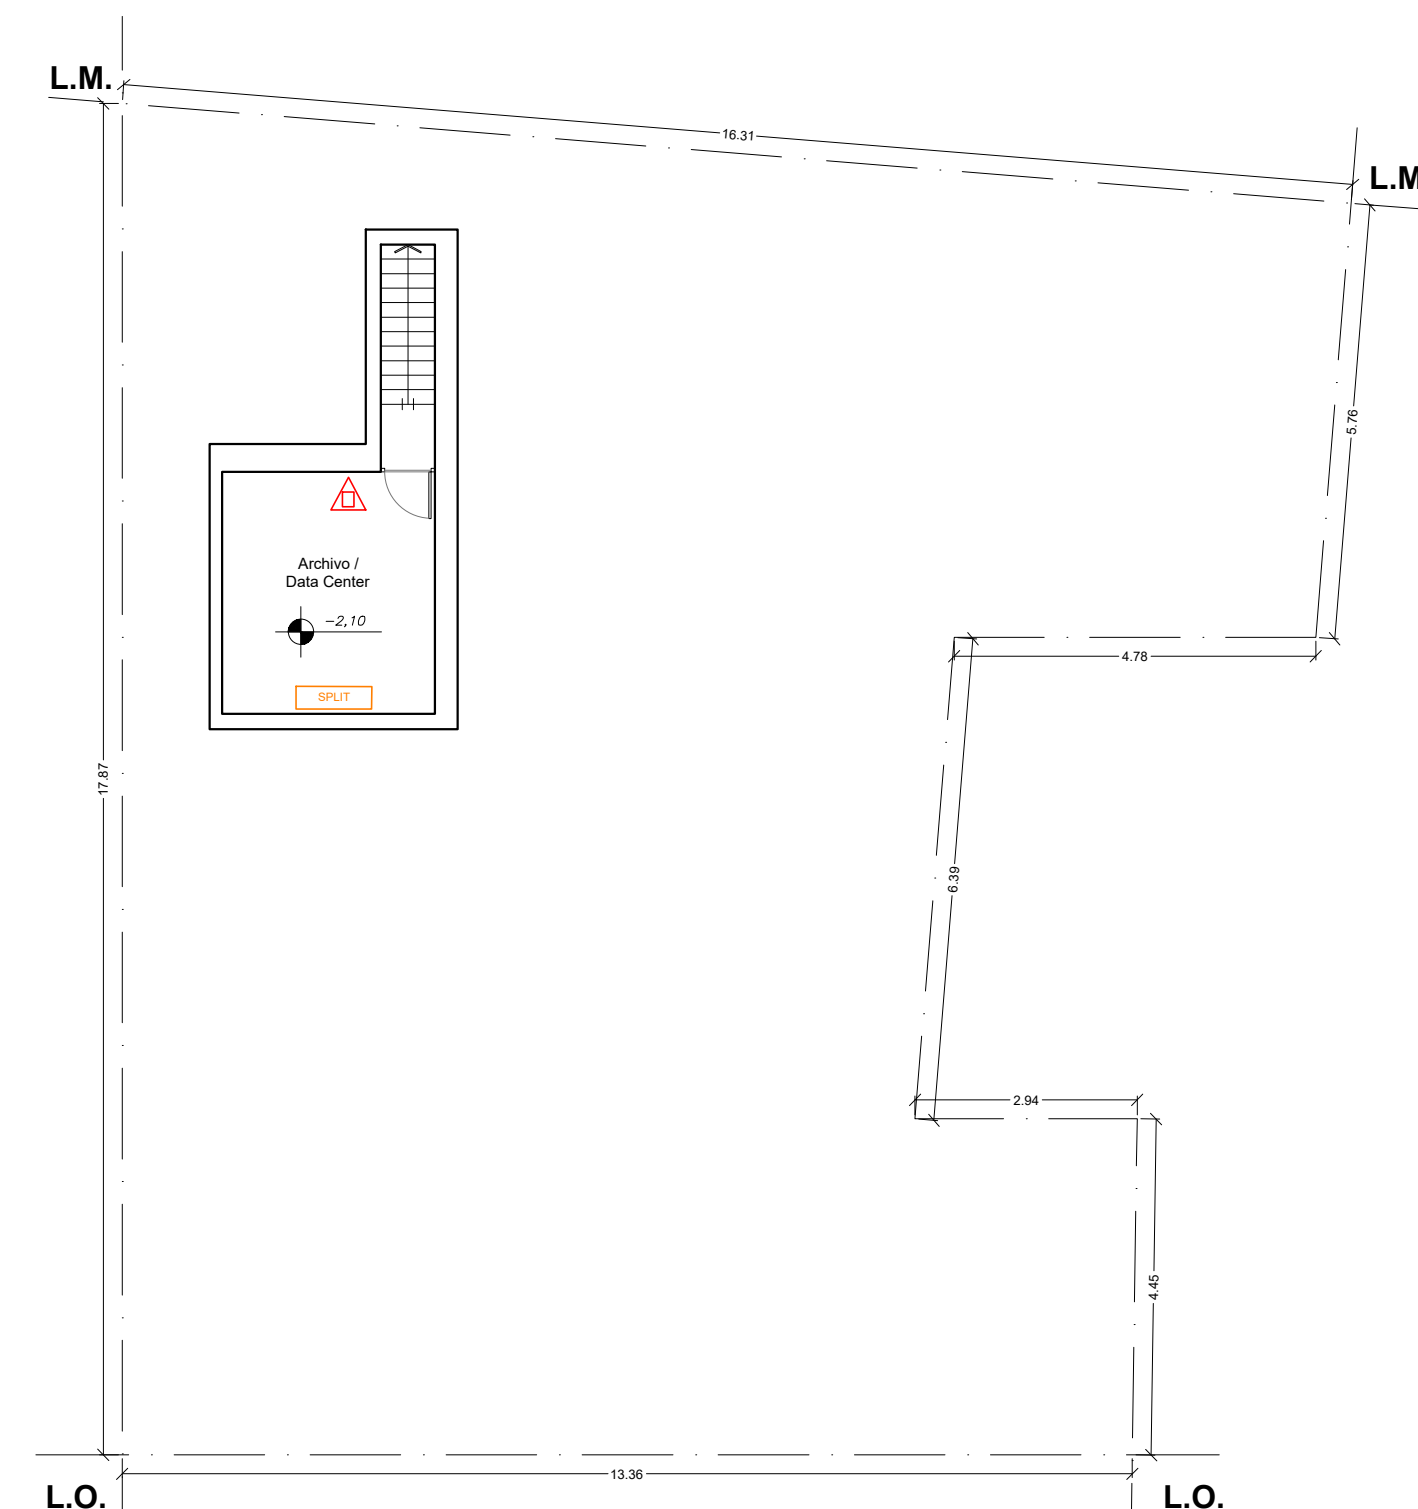 L.M.
16.31
L.M
5.76
Archivo /
Data Center
-2,10
4.78
SPLIT
17.87
6.39
2.94
4.45
13.36
L.O.
L.O.